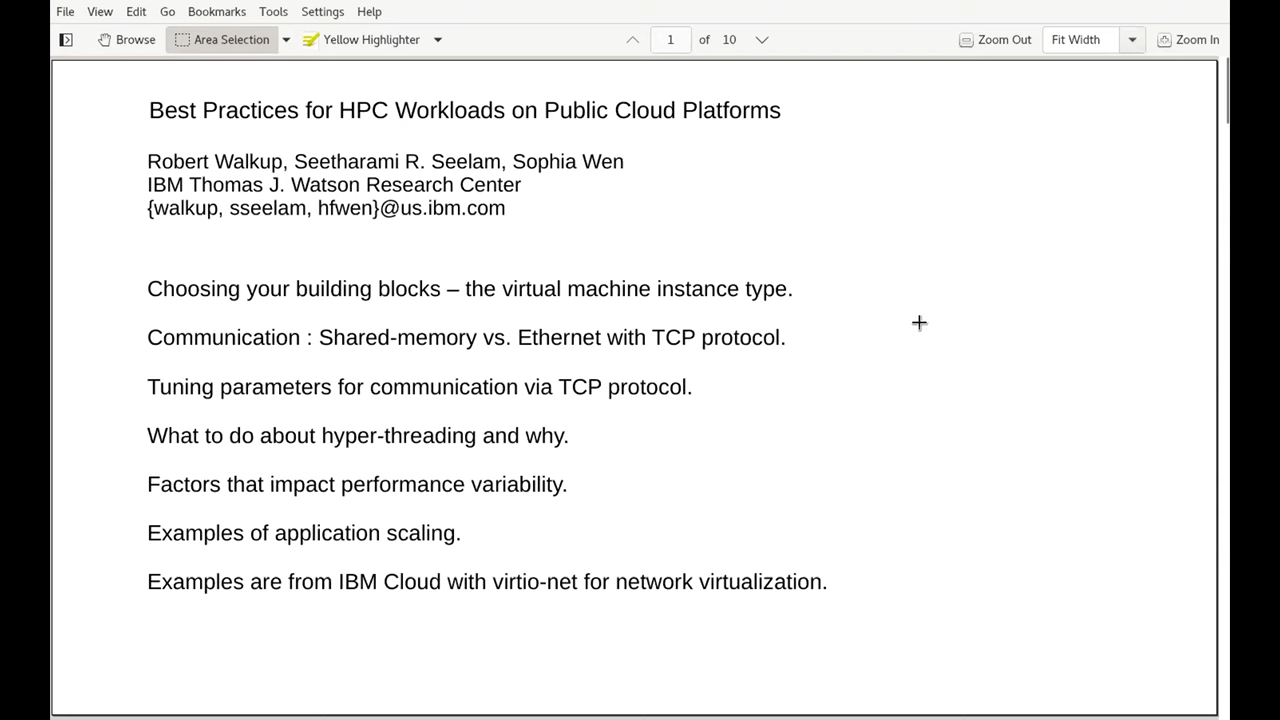 File View Edit Go Bookmarks Tools Settings Help
Browse Area Selection Yellow Highlighter 1 of 10 Zoom Out Fit Width Zoom In
Best Practices for HPC Workloads on Public Cloud Platforms
Robert Walkup, Seetharami R. Seelam, Sophia Wen
IBM Thomas J. Watson Research Center
{walkup, sseelam, hfwen}@us.ibm.com
Choosing your building blocks – the virtual machine instance type.
Communication : Shared-memory vs. Ethernet with TCP protocol.
Tuning parameters for communication via TCP protocol.
What to do about hyper-threading and why.
Factors that impact performance variability.
Examples of application scaling.
Examples are from IBM Cloud with virtio-net for network virtualization.